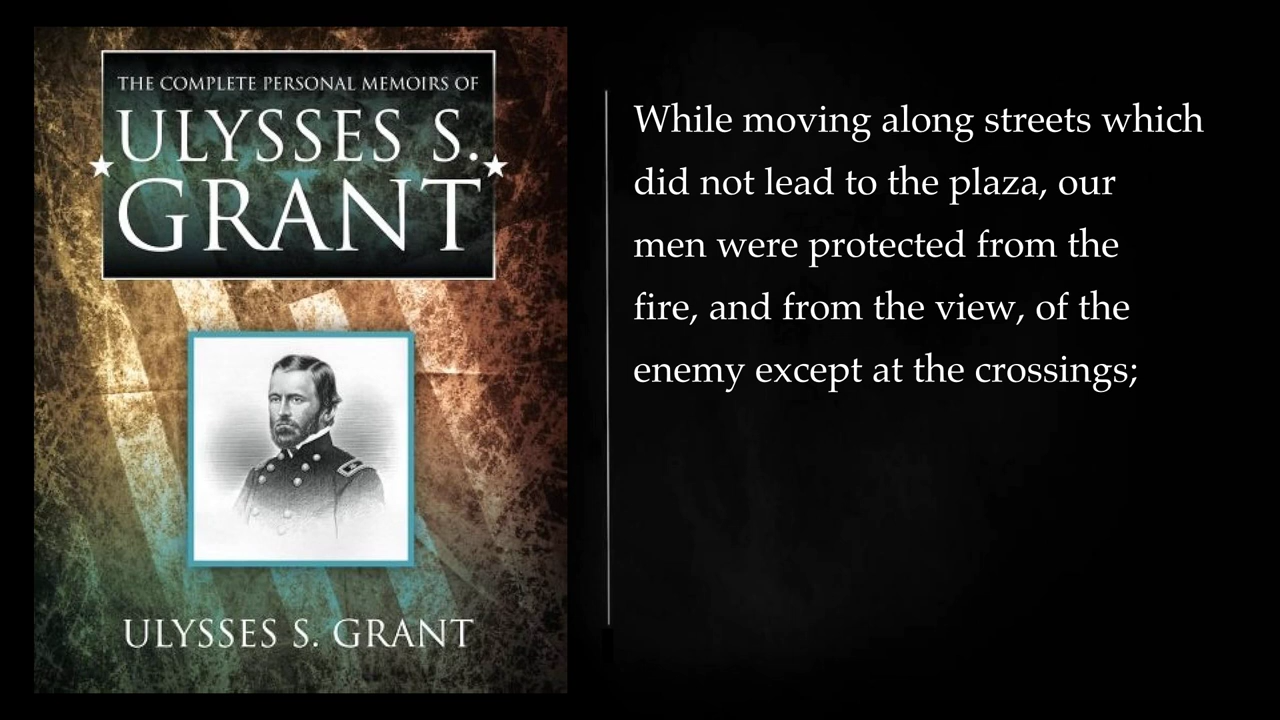 THE COMPLETE PERSONAL MEMOIRS OF
ULYSSES S.
GRANT
ULYSSES S. GRANT
While moving along streets which
did not lead to the plaza, our
men were protected from the
fire, and from the view, of the
enemy except at the crossings;